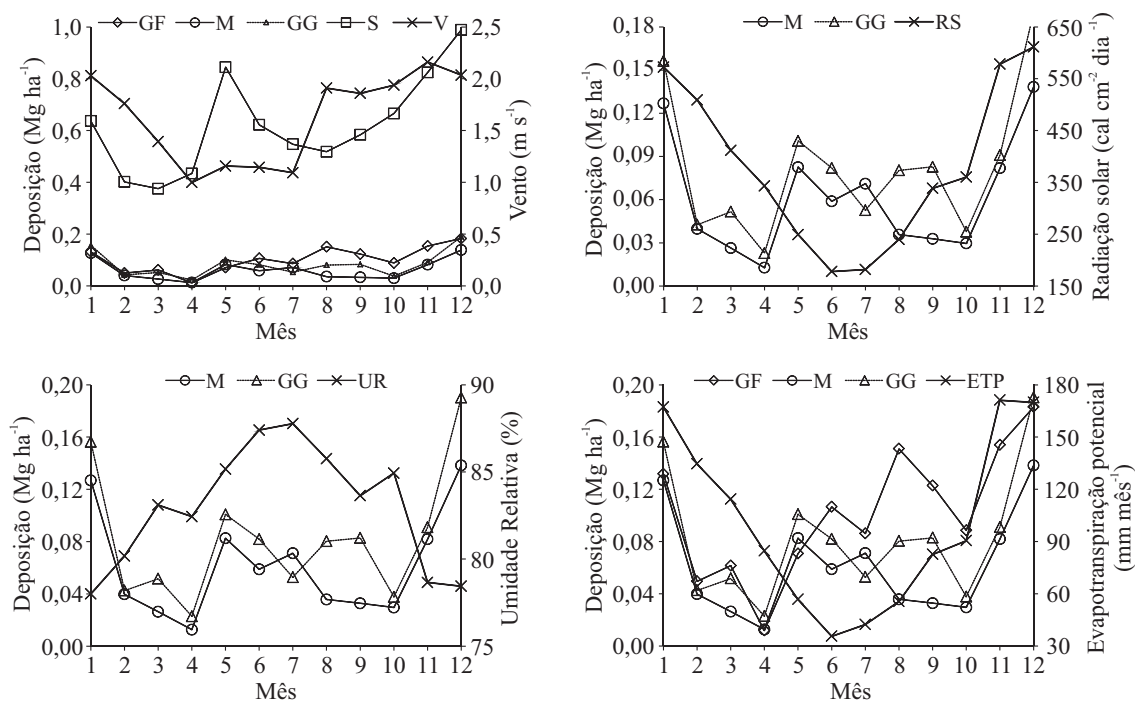 GF M GG S V
Deposição (Mg ha⁻¹)
1,0
0,8
0,6
0,4
0,2
0,0
2,5
2,0
1,5
1,0
0,5
0,0
Vento (m s⁻¹)
1 2 3 4 5 6 7 8 9 10 11 12
Mês
M GG RS
Deposição (Mg ha⁻¹)
0,18
0,15
0,12
0,09
0,06
0,03
0,00
650
550
450
350
250
150
Radiação solar (cal cm⁻² dia⁻¹)
1 2 3 4 5 6 7 8 9 10 11 12
Mês
M GG UR
Deposição (Mg ha⁻¹)
0,20
0,16
0,12
0,08
0,04
0,00
90
85
80
75
Umidade Relativa (%)
1 2 3 4 5 6 7 8 9 10 11 12
Mês
GF M GG ETP
Deposição (Mg ha⁻¹)
0,20
0,16
0,12
0,08
0,04
0,00
180
150
120
90
60
30
Evapotranspiração potencial
(mm mês⁻¹)
1 2 3 4 5 6 7 8 9 10 11 12
Mês